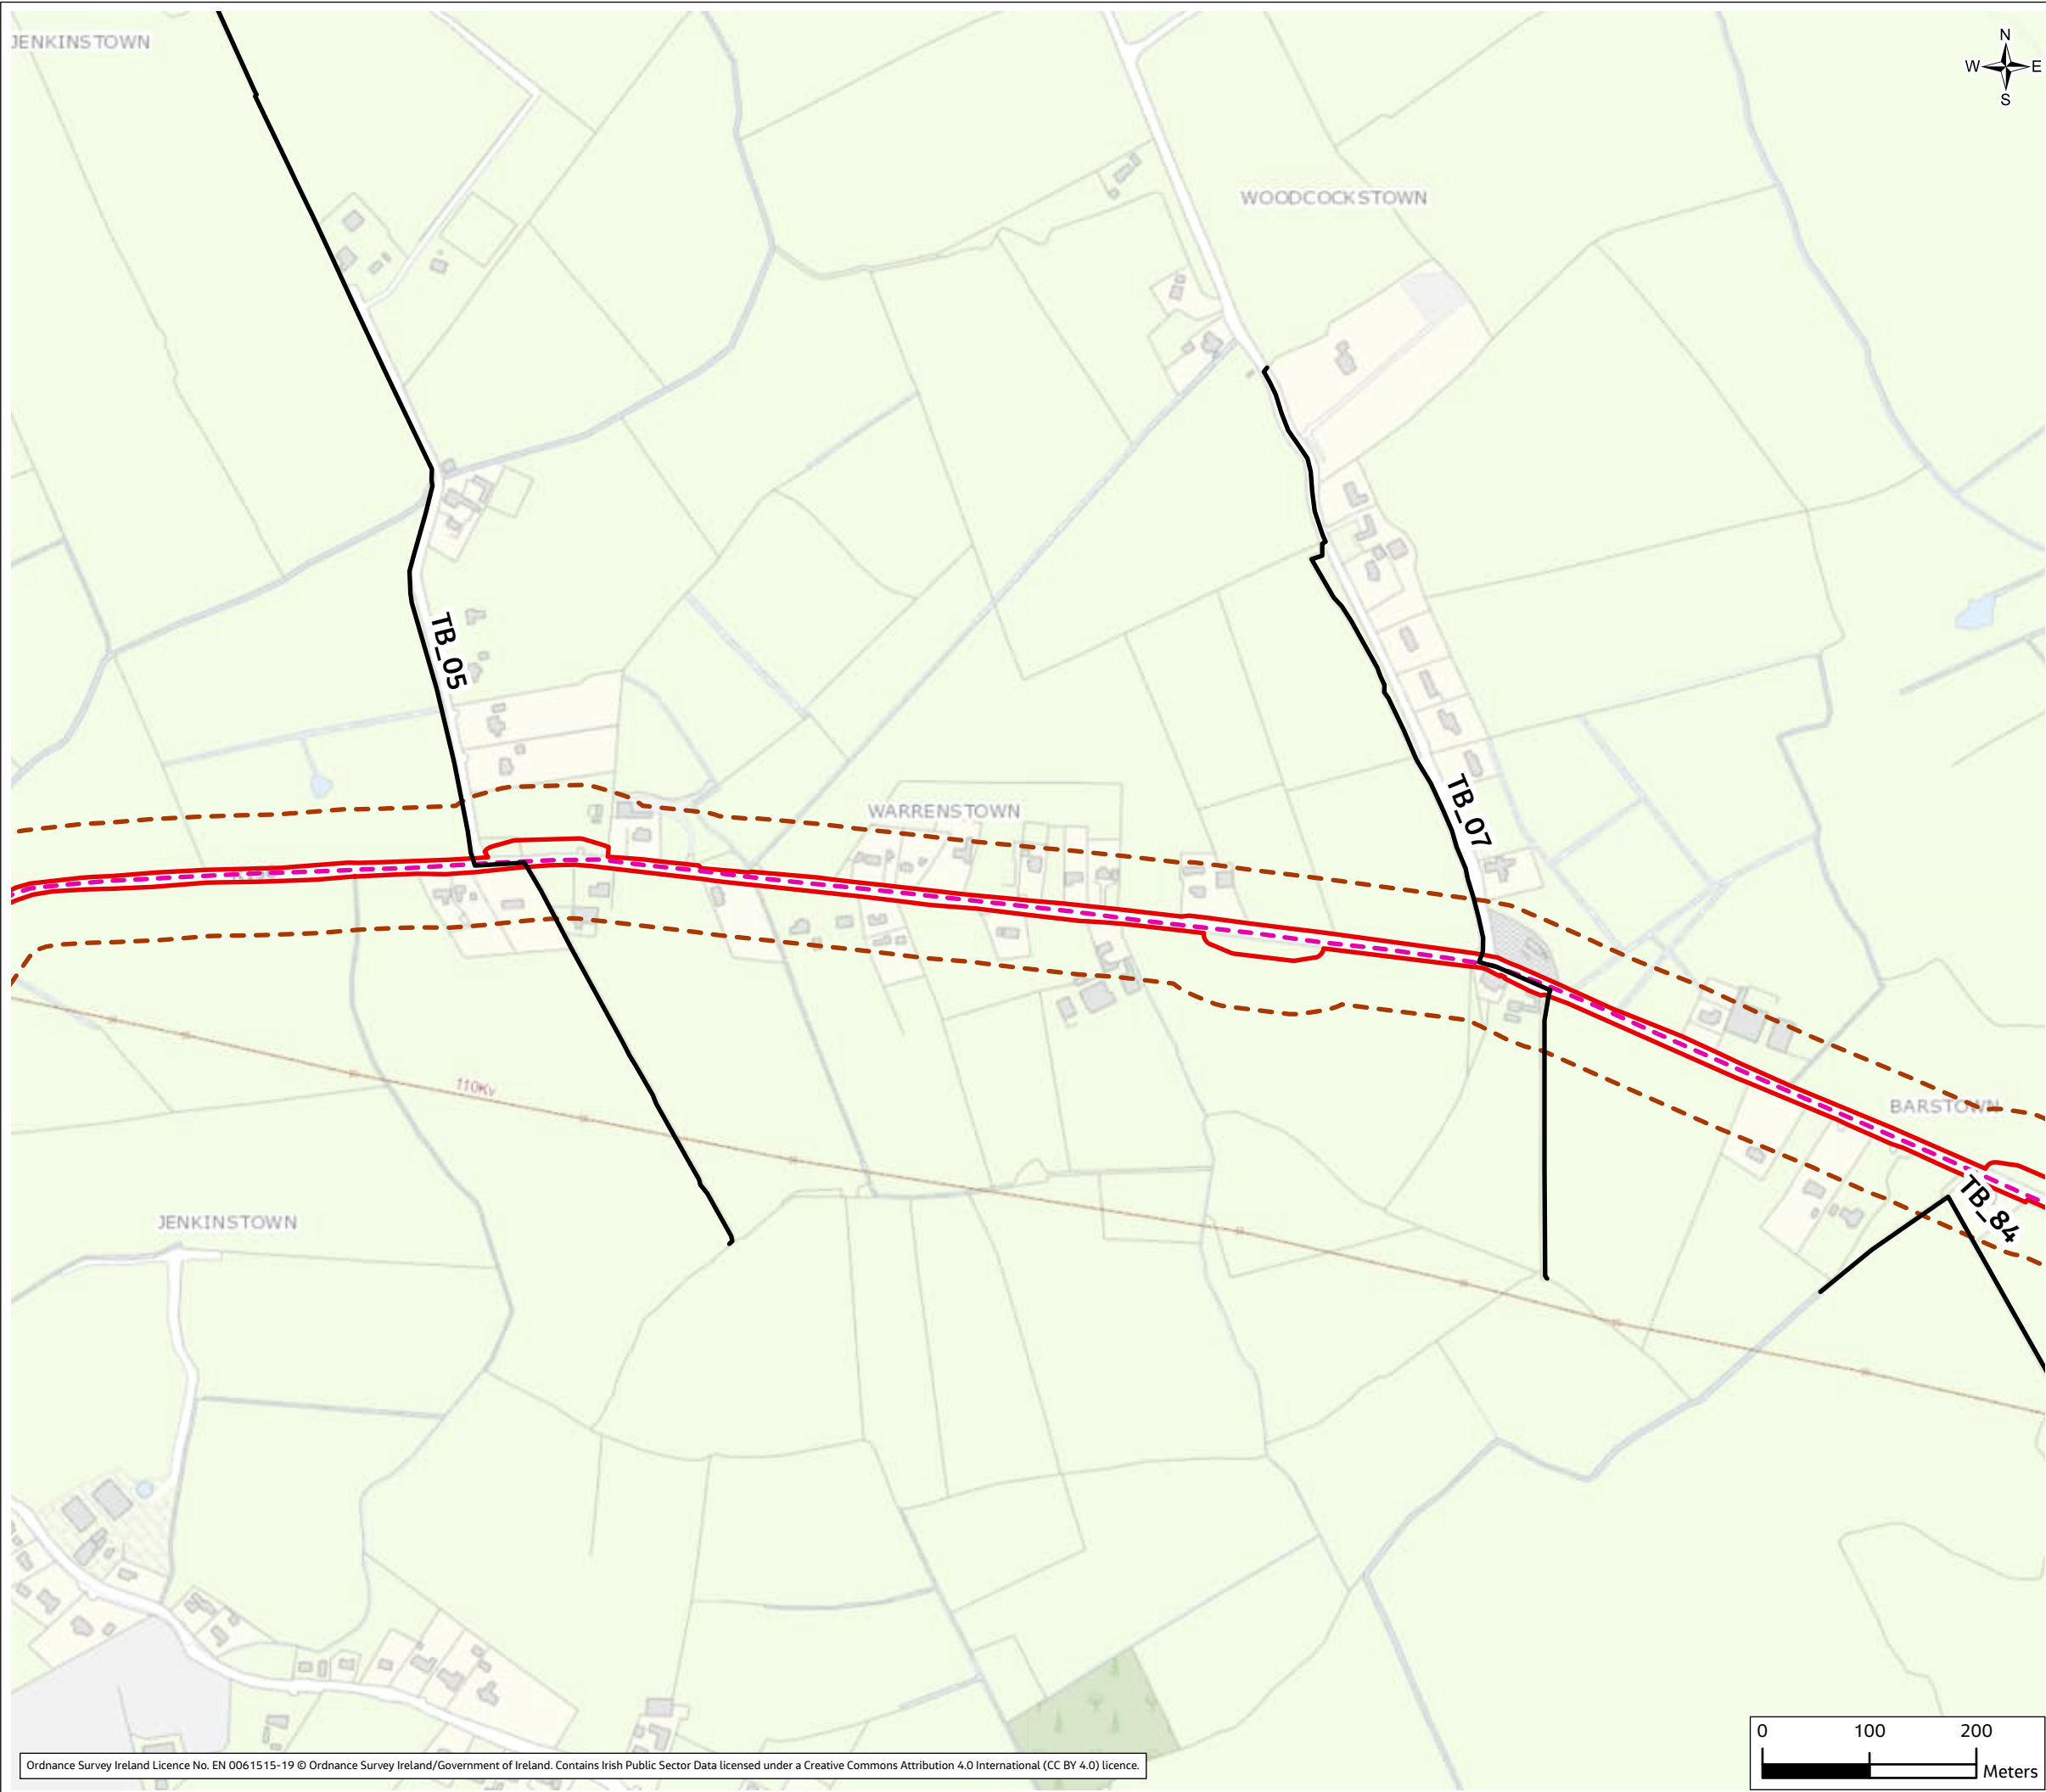 JENKINSTOWN
N
W E
S
WOODCOCKSTOWN
TB_05
TB_07
WARRENSTOWN
110Kv
BARSTOWN
TB_84
JENKINSTOWN
0 100 200
Meters
Ordnance Survey Ireland Licence No. EN 0061515-19 © Ordnance Survey Ireland/Government of Ireland. Contains Irish Public Sector Data licensed under a Creative Commons Attribution 4.0 International (CC BY 4.0) licence.